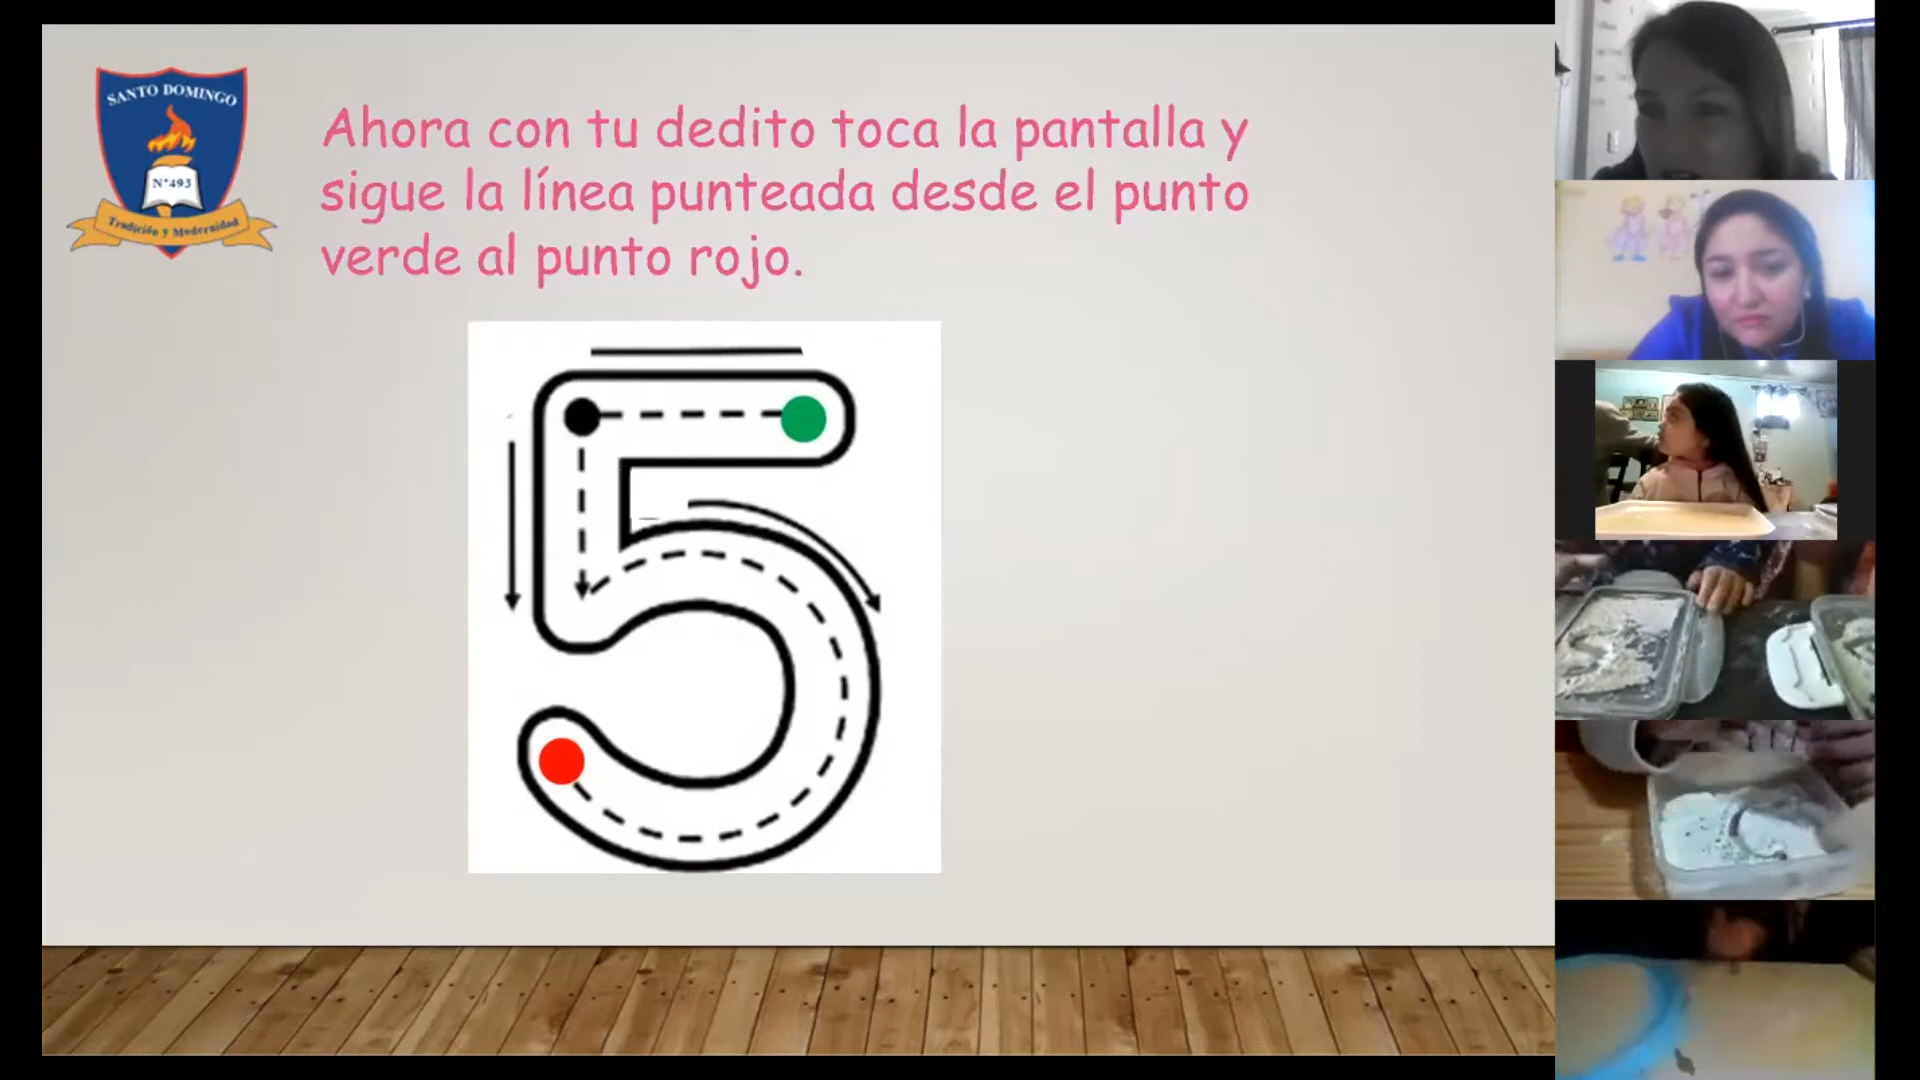 SANTO DOMINGO
N°493
Tradición y Modernidad
Ahora con tu dedito toca la pantalla y
sigue la línea punteada desde el punto
verde al punto rojo.